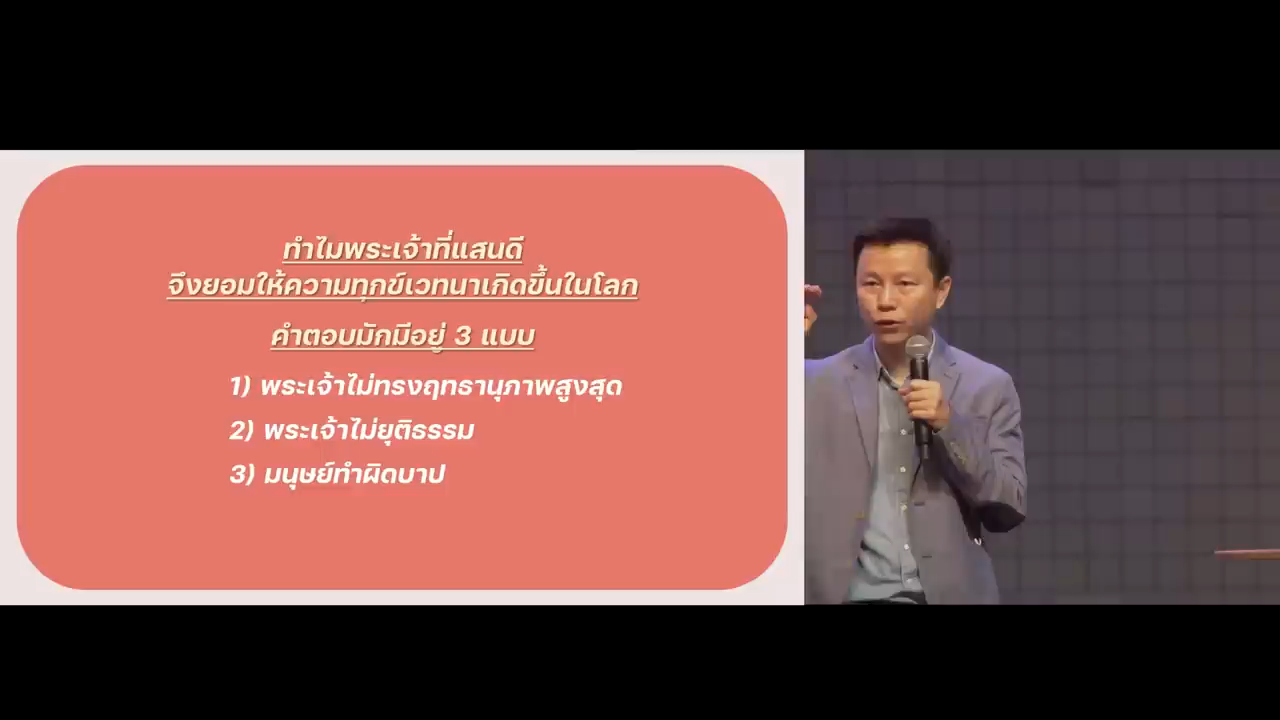 ทำไมพระเจ้าที่แสนดี
จึงยอมให้ความทุกข์เวทนาเกิดขึ้นในโลก
คำตอบมักมีอยู่ 3 แบบ
1) พระเจ้าไม่ทรงฤทธานุภาพสูงสุด
2) พระเจ้าไม่ยุติธรรม
3) มนุษย์ทำผิดบาป